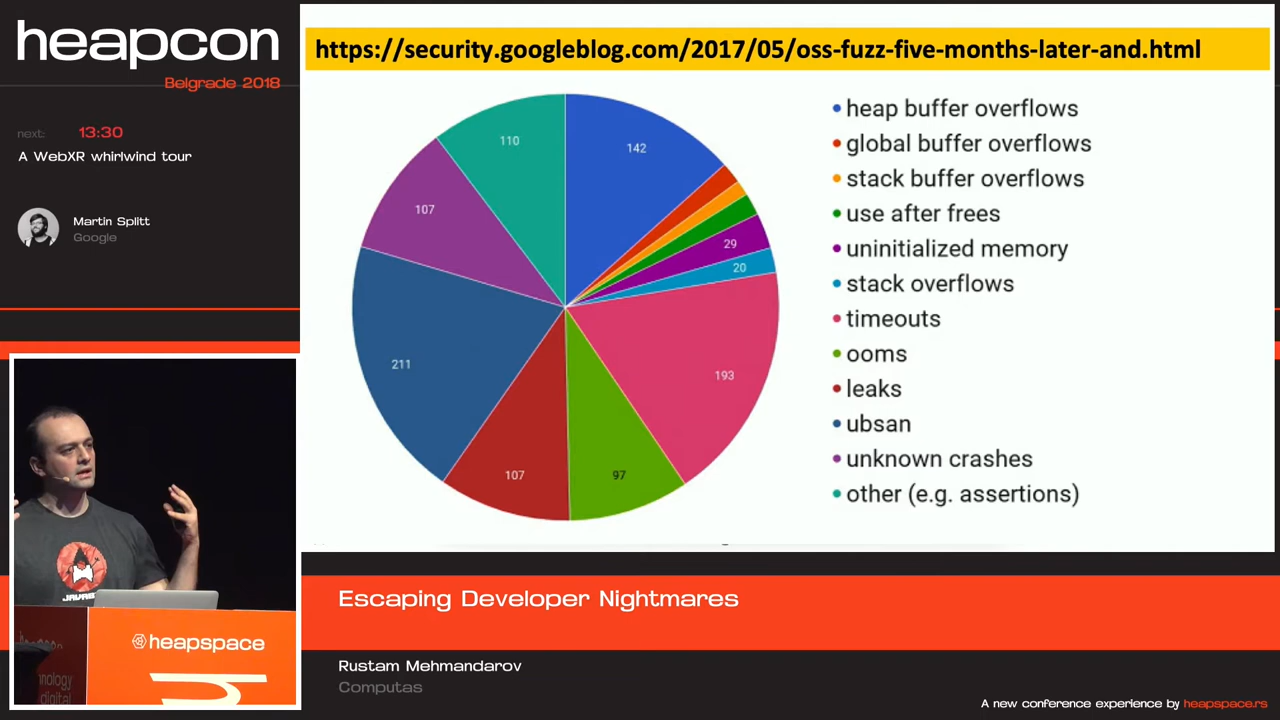 heapcon
Belgrade 2018
next: 13:30
A WebXR whirlwind tour
Martin Splitt
Google
https://security.googleblog.com/2017/05/oss-fuzz-five-months-later-and.html
142
29
20
193
97
107
211
107
110
heap buffer overflows
global buffer overflows
stack buffer overflows
use after frees
uninitialized memory
stack overflows
timeouts
ooms
leaks
ubsan
unknown crashes
other (e.g. assertions)
heapspace
Escaping Developer Nightmares
Rustam Mehmandarov
Computas
A new conference experience by heapspace.rs